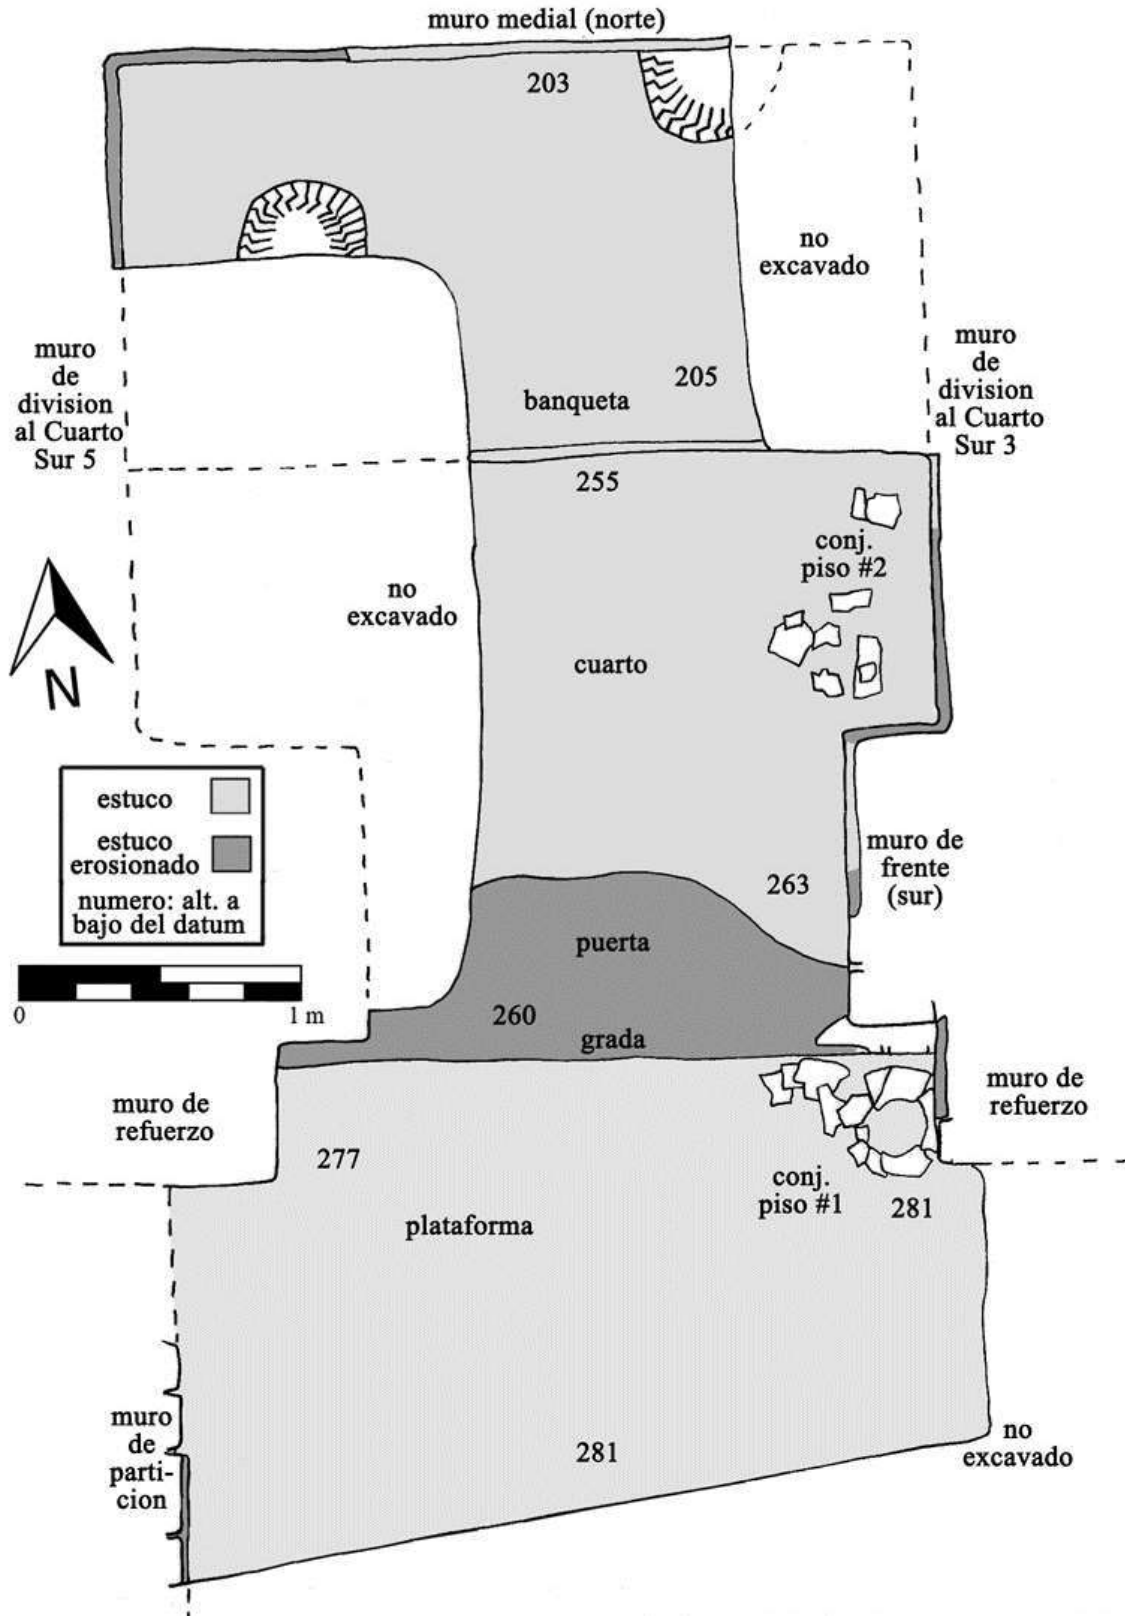 muro medial (norte)
203
no
excavado
muro
de
division
al Cuarto
Sur 5
205
banqueta
muro
de
division
al Cuarto
Sur 3
255
conj.
piso #2
no
excavado
cuarto
N
estuco
estuco
erosionado
numero: alt. a
bajo del datum
0
1 m
263
muro de
frente
(sur)
puerta
260
grada
muro de
refuerzo
muro de
refuerzo
277
conj.
piso #1
281
plataforma
muro
de
parti-
cion
281
no
excavado